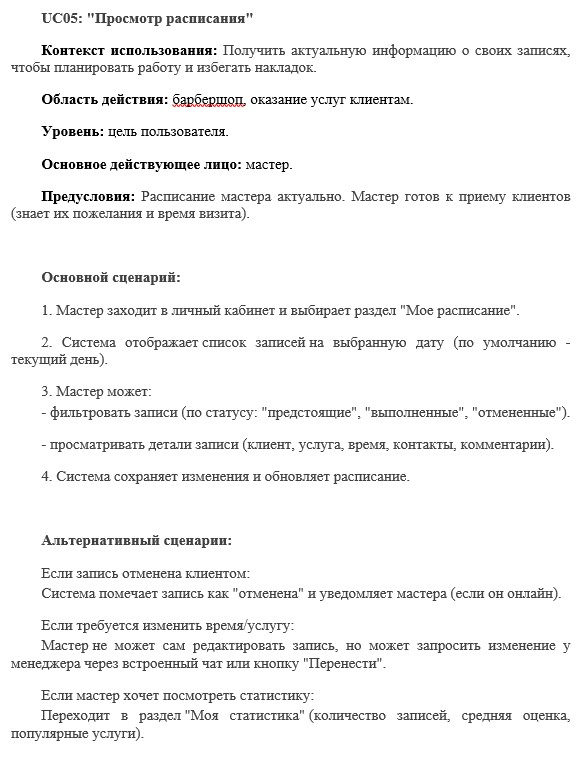 UC05: "Просмотр расписания"
Контекст использования: Получить актуальную информацию о своих записях,
чтобы планировать работу и избегать накладок.
Область действия: барбершоп, оказание услуг клиентам.
Уровень: цель пользователя.
Основное действующее лицо: мастер.
Предусловия: Расписание мастера актуально. Мастер готов к приему клиентов
(знает их пожелания и время визита).
Основной сценарий:
1. Мастер заходит в личный кабинет и выбирает раздел "Мое расписание".
2. Система отображает список записей на выбранную дату (по умолчанию -
текущий день).
3. Мастер может:
- фильтровать записи (по статусу: "предстоящие", "выполненные", "отмененные").
- просматривать детали записи (клиент, услуга, время, контакты, комментарии).
4. Система сохраняет изменения и обновляет расписание.
Альтернативный сценарии:
Если запись отменена клиентом:
Система помечает запись как "отменена" и уведомляет мастера (если он онлайн).
Если требуется изменить время/услугу:
Мастер не может сам редактировать запись, но может запросить изменение у
менеджера через встроенный чат или кнопку "Перенести".
Если мастер хочет посмотреть статистику:
Переходит в раздел "Моя статистика" (количество записей, средняя оценка,
популярные услуги).